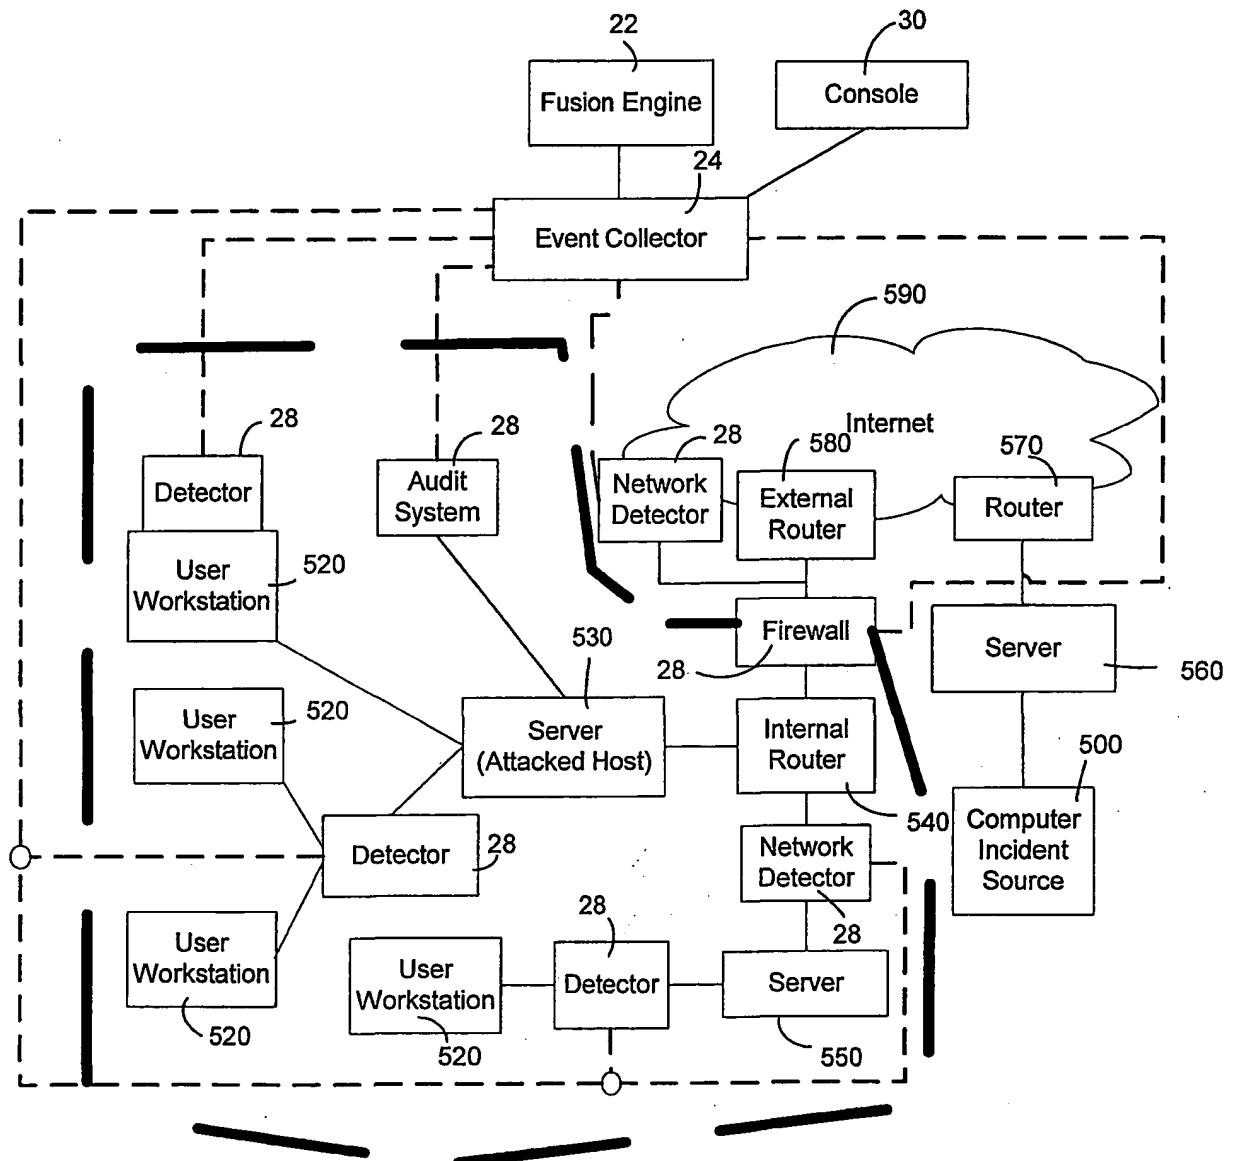 22
30
Fusion Engine
Console
24
Event Collector
590
Internet
28
28
28
580
570
Detector
Audit
System
Network
Detector
External
Router
Router
User
Workstation
520
Firewall
28
530
Server
560
User
Workstation
520
Server
(Attacked Host)
Internal
Router
540
500
Computer
Incident
Source
Detector
28
Network
Detector
28
User
Workstation
520
User
Workstation
520
28
Detector
Server
550